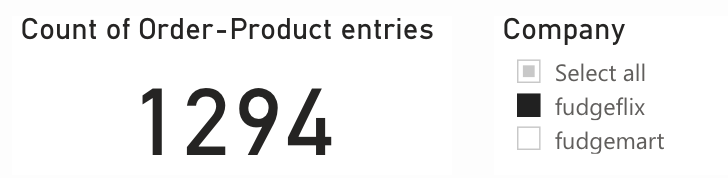 Count of Order-Product entries
1294
Company
Select all
fudgeflix
fudgemart